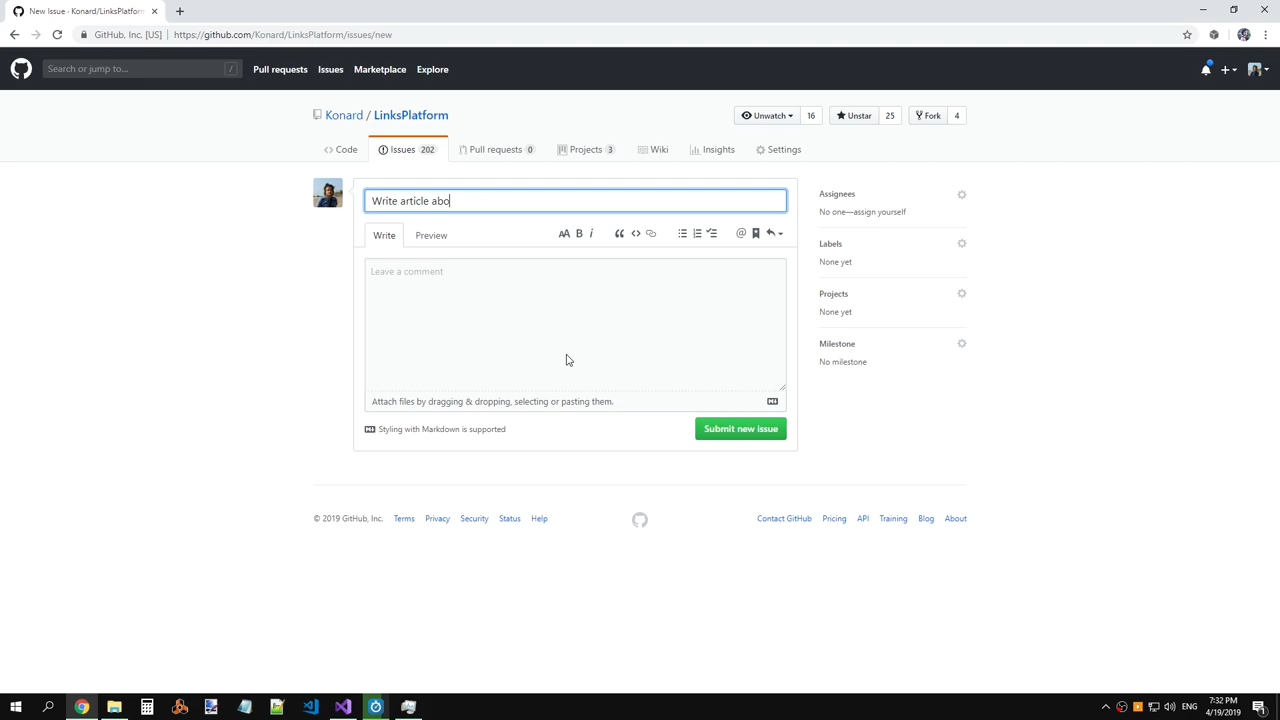 New Issue · Konard/LinksPlatform
GitHub, Inc. [US] | https://github.com/Konard/LinksPlatform/issues/new
Search or jump to... /
Pull requests Issues Marketplace Explore
Konard / LinksPlatform
Unwatch 16 Unstar 25 Fork 4
Code Issues 202 Pull requests 0 Projects 3 Wiki Insights Settings
Write article abo
Write Preview
AA B i
Leave a comment
Attach files by dragging & dropping, selecting or pasting them.
Styling with Markdown is supported
Submit new issue
Assignees
No one—assign yourself
Labels
None yet
Projects
None yet
Milestone
No milestone
© 2019 GitHub, Inc. Terms Privacy Security Status Help
Contact GitHub Pricing API Training Blog About
ENG
7:32 PM
4/19/2019
1